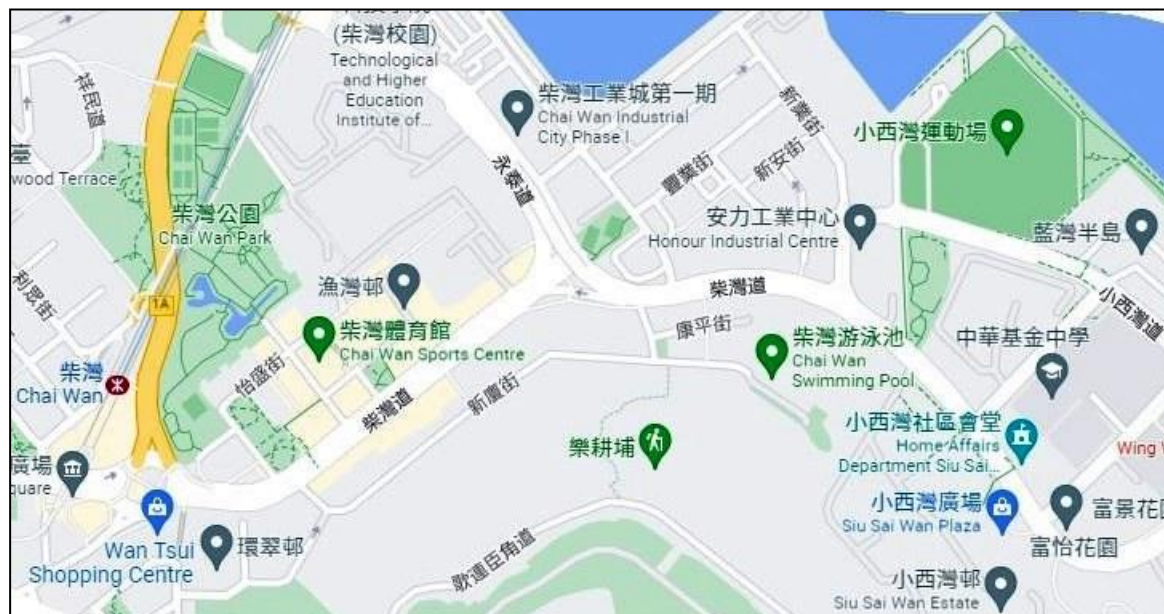 (柴灣校園)
Technological
and Higher
Education
Institute of...
祥民道
wood Terrace
柴灣公園
Chai Wan Park
利眾街
1A
柴灣
Chai Wan
廣場
quare
Wan Tsui
Shopping Centre
環翠邨
漁灣邨
柴灣體育館
Chai Wan Sports Centre
怡盛街
柴灣道
新廈街
永泰道
柴灣工業城第一期
Chai Wan Industrial
City Phase I
豐業街
新安街
新業街
安力工業中心
Honour Industrial Centre
柴灣道
康平街
柴灣游泳池
Chai Wan
Swimming Pool
樂耕埔
歌連臣角道
小西灣運動場
藍灣半島
小西灣道
中華基金中學
小西灣社區會堂
Home Affairs
Department Siu Sai...
Wing
小西灣廣場
Siu Sai Wan Plaza
富景花
富怡花園
小西灣邨
Siu Sai Wan Estate